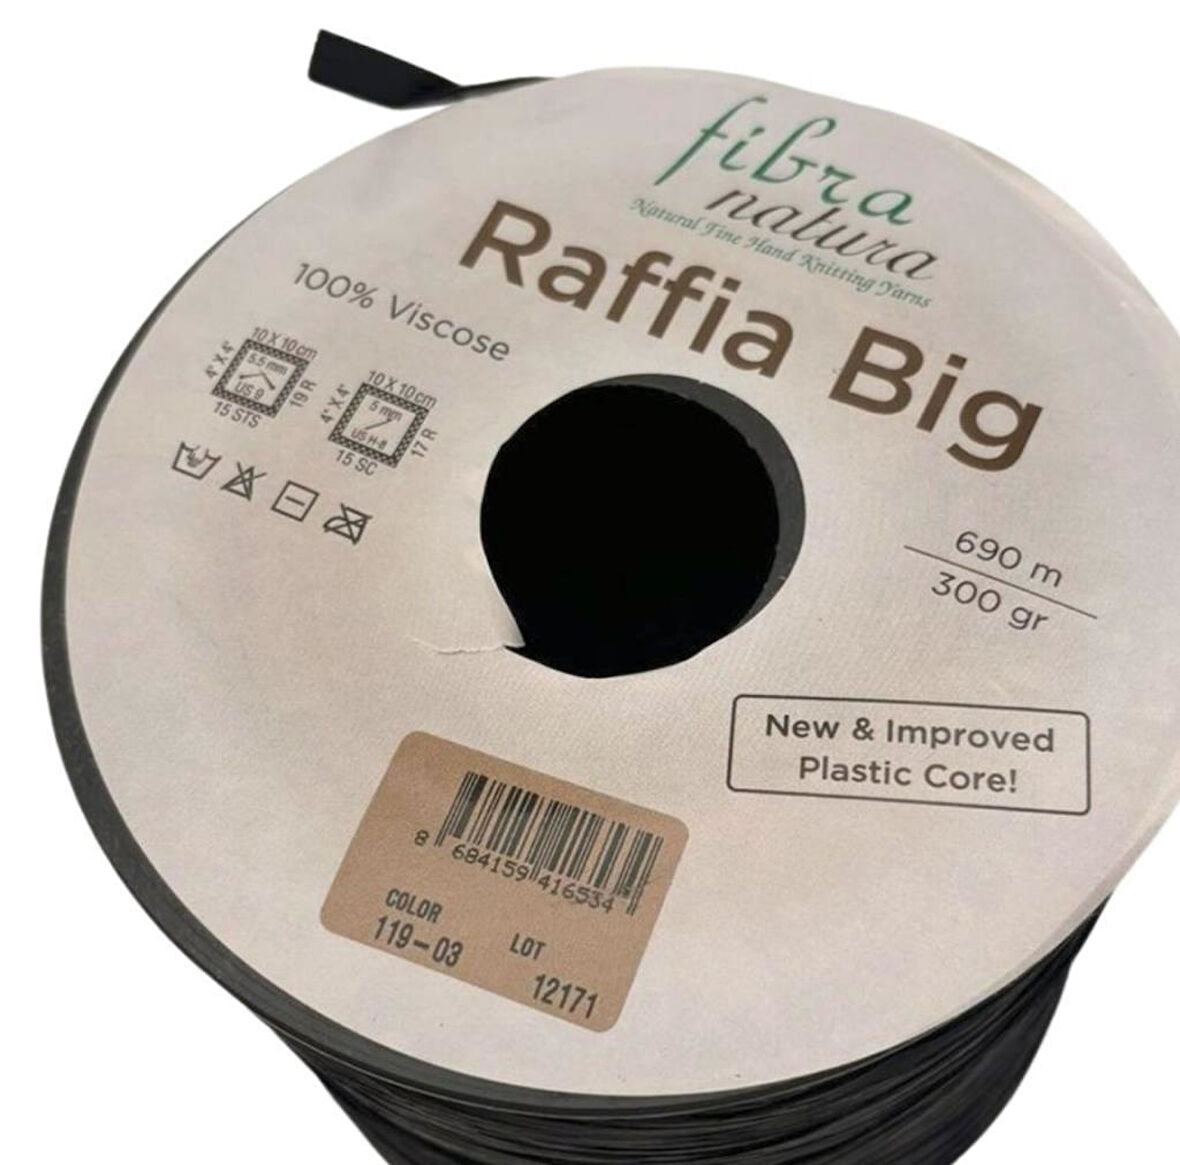 fibra
natura
Natural Fine Hand Knitting Yarns
Raffia Big
100% Viscose
10 X 10 cm
4" X 4"
5.5 mm
US 9
19 R
15 STS
10 X 10 cm
4" X 4"
5 mm
US H-8
17 R
15 SC
690 m
300 gr
New & Improved
Plastic Core!
8 684159 416534
COLOR
119-03
LOT
12171